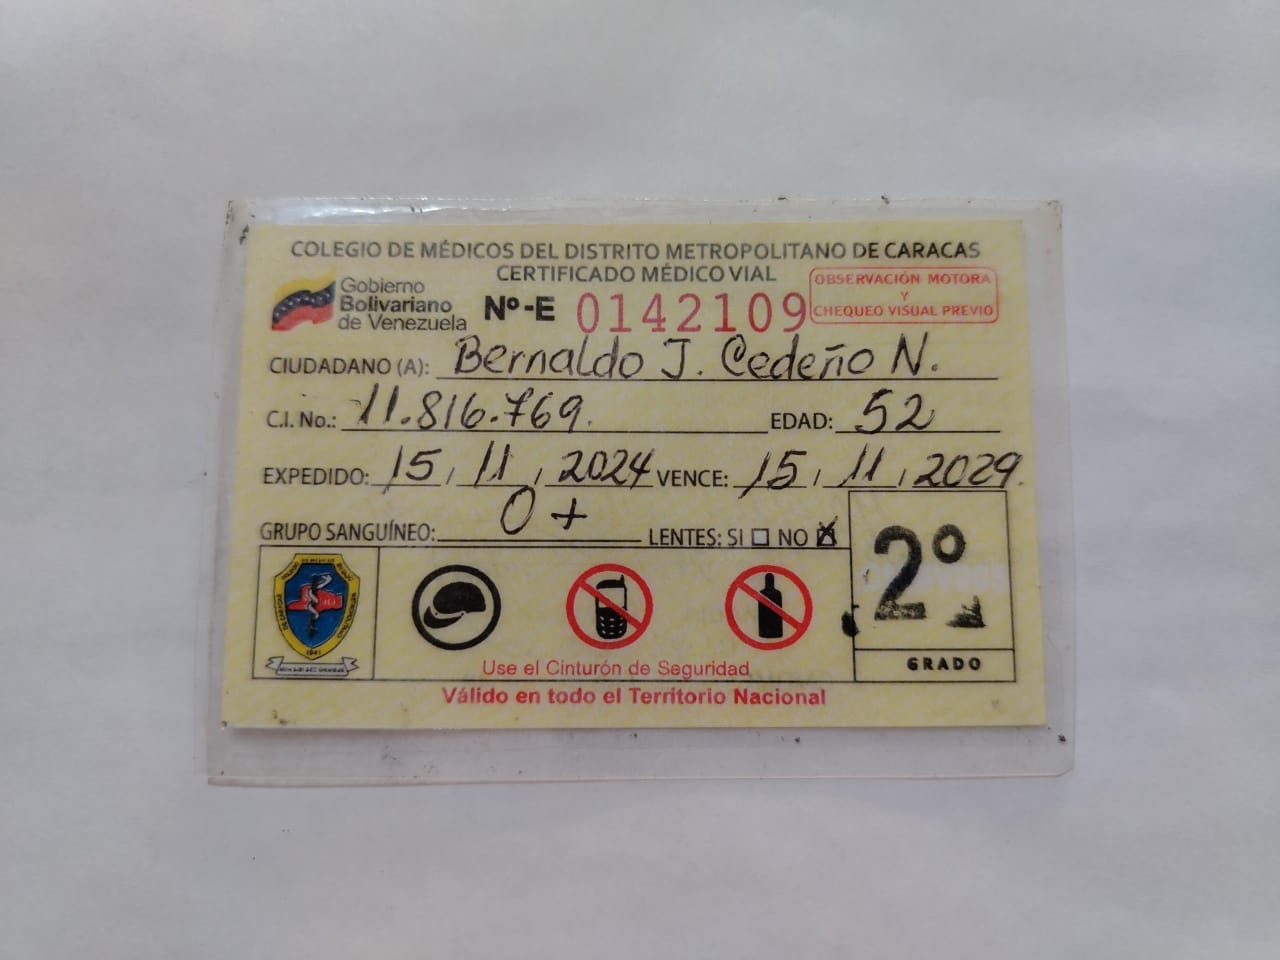 COLEGIO DE MÉDICOS DEL DISTRITO METROPOLITANO DE CARACAS
CERTIFICADO MÉDICO VIAL
Gobierno
Bolivariano
de Venezuela
Nº-E 0142109
OBSERVACIÓN MOTORA
Y
CHEQUEO VISUAL PREVIO
CIUDADANO (A): Bernaldo J. Cedeño N.
C.I. No.: 11.816.769. EDAD: 52
EXPEDIDO: 15, 11, 2024 VENCE: 15, 11, 2029.
GRUPO SANGUÍNEO: O+ LENTES: SI NO X
2º
GRADO
1941
Use el Cinturón de Seguridad
Válido en todo el Territorio Nacional